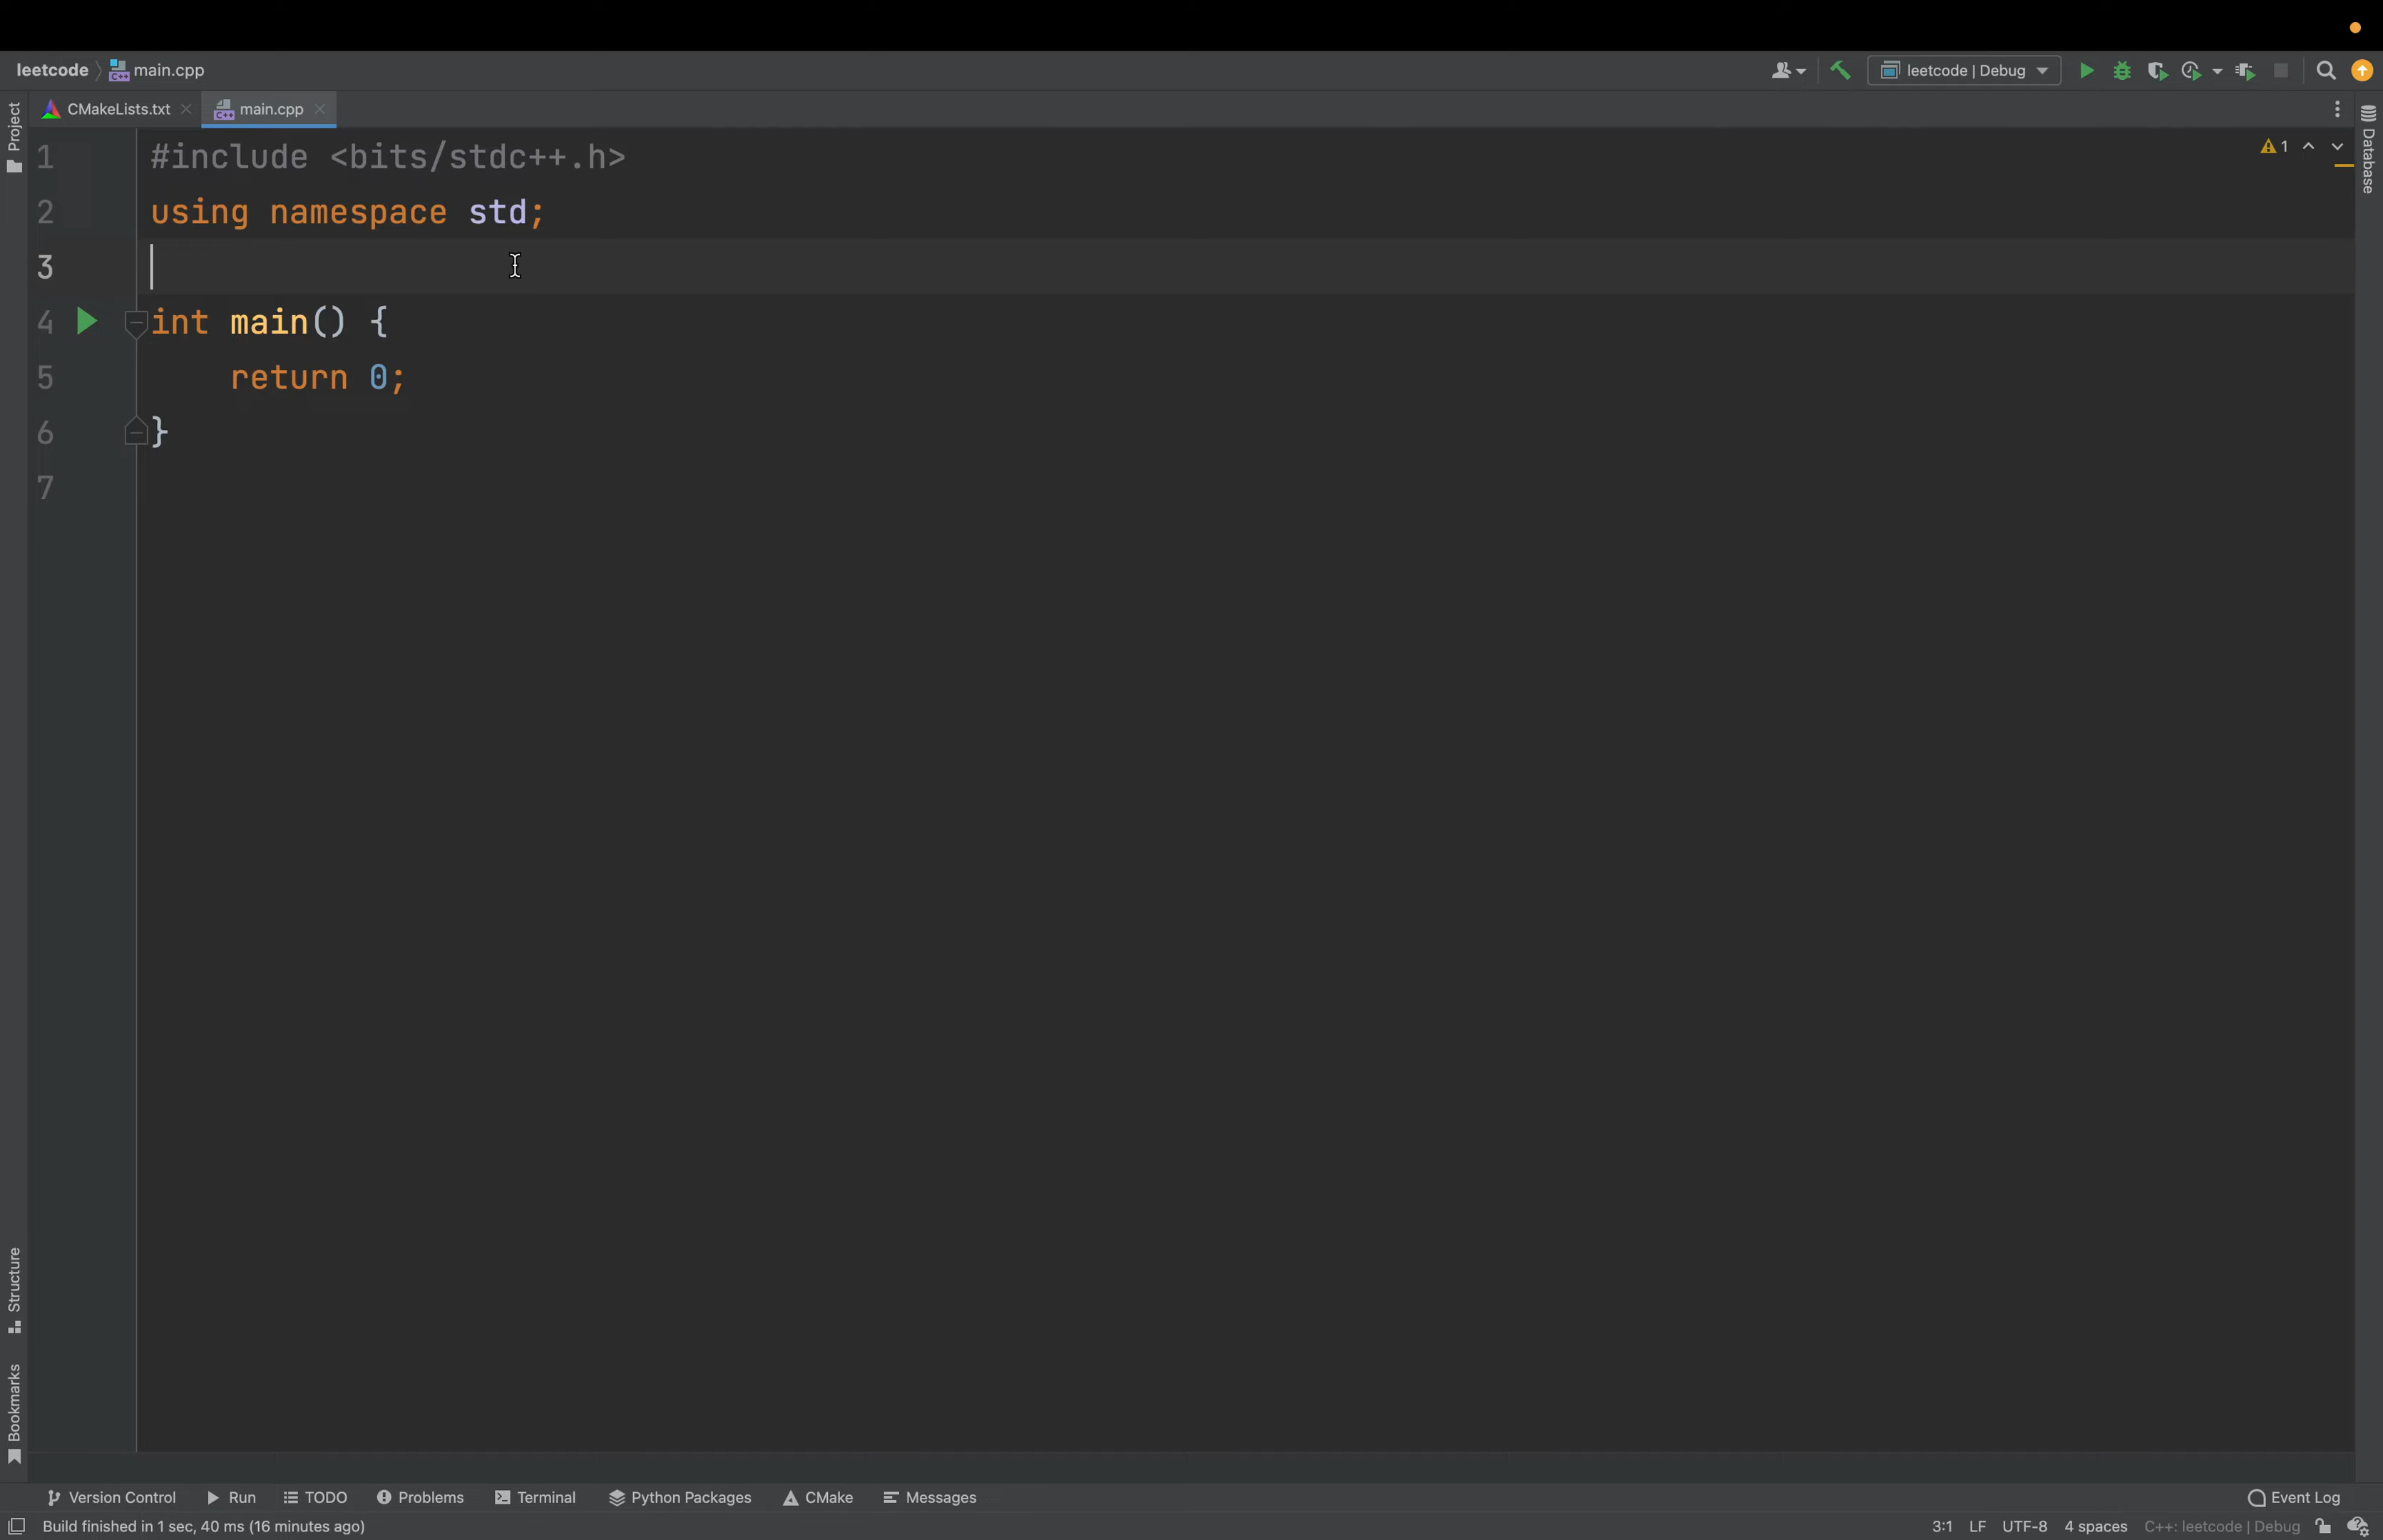 leetcode main.cpp
leetcode | Debug
CMakeLists.txt main.cpp
Project
Database
1 #include <bits/stdc++.h>
1
2 using namespace std;
3
4 int main() {
5 return 0;
6 }
7
Structure
Bookmarks
Version Control Run TODO Problems Terminal Python Packages CMake Messages Event Log
Build finished in 1 sec, 40 ms (16 minutes ago) 3:1 LF UTF-8 4 spaces C++: leetcode | Debug